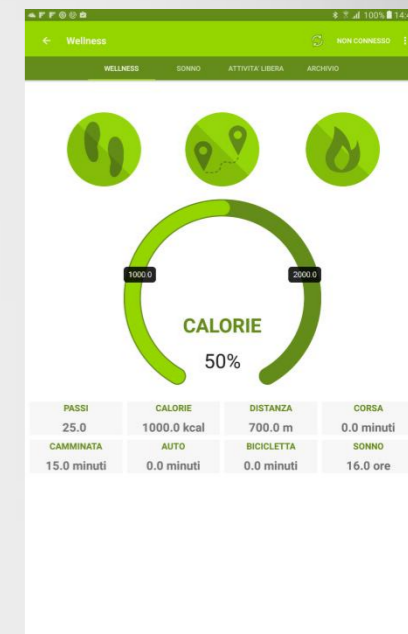 100% 14:4
Wellness NON CONNESSO
WELLNESS SONNO ATTIVITA' LIBERA ARCHIVIO
1000.0 2000.0
CALORIE
50%
PASSI CALORIE DISTANZA CORSA
25.0 1000.0 kcal 700.0 m 0.0 minuti
CAMMINATA AUTO BICICLETTA SONNO
15.0 minuti 0.0 minuti 0.0 minuti 16.0 ore